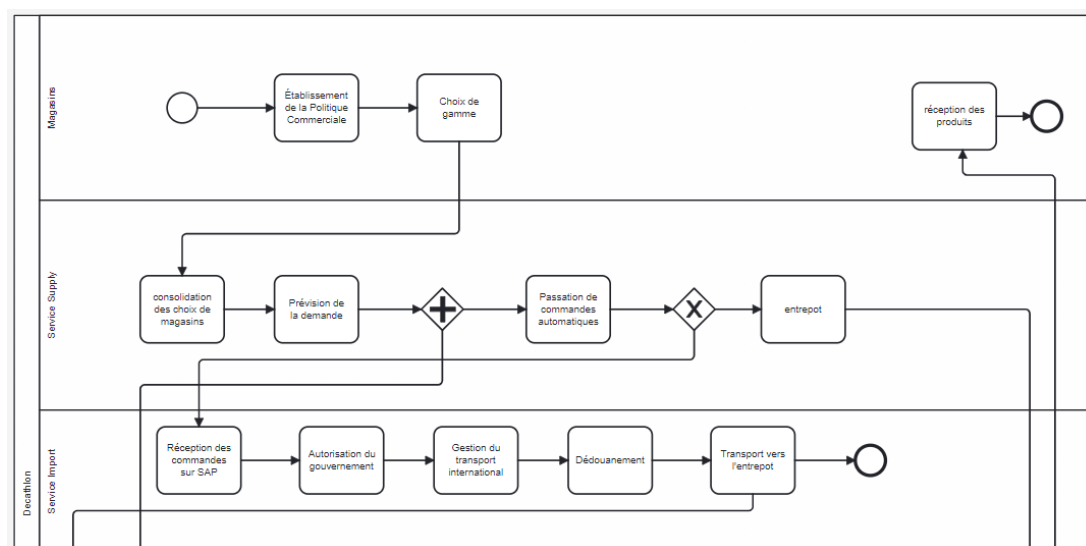 Decathlon
Magasins
Établissement
de la Politique
Commerciale
Choix de
gamme
réception des
produits
Service Supply
consolidation
des choix de
magasins
Prévision de
la demande
Passation de
commandes
automatiques
entrepot
Service Import
Réception des
commandes
sur SAP
Autorisation du
gouvernement
Gestion du
transport
international
Dédouanement
Transport vers
l'entrepot